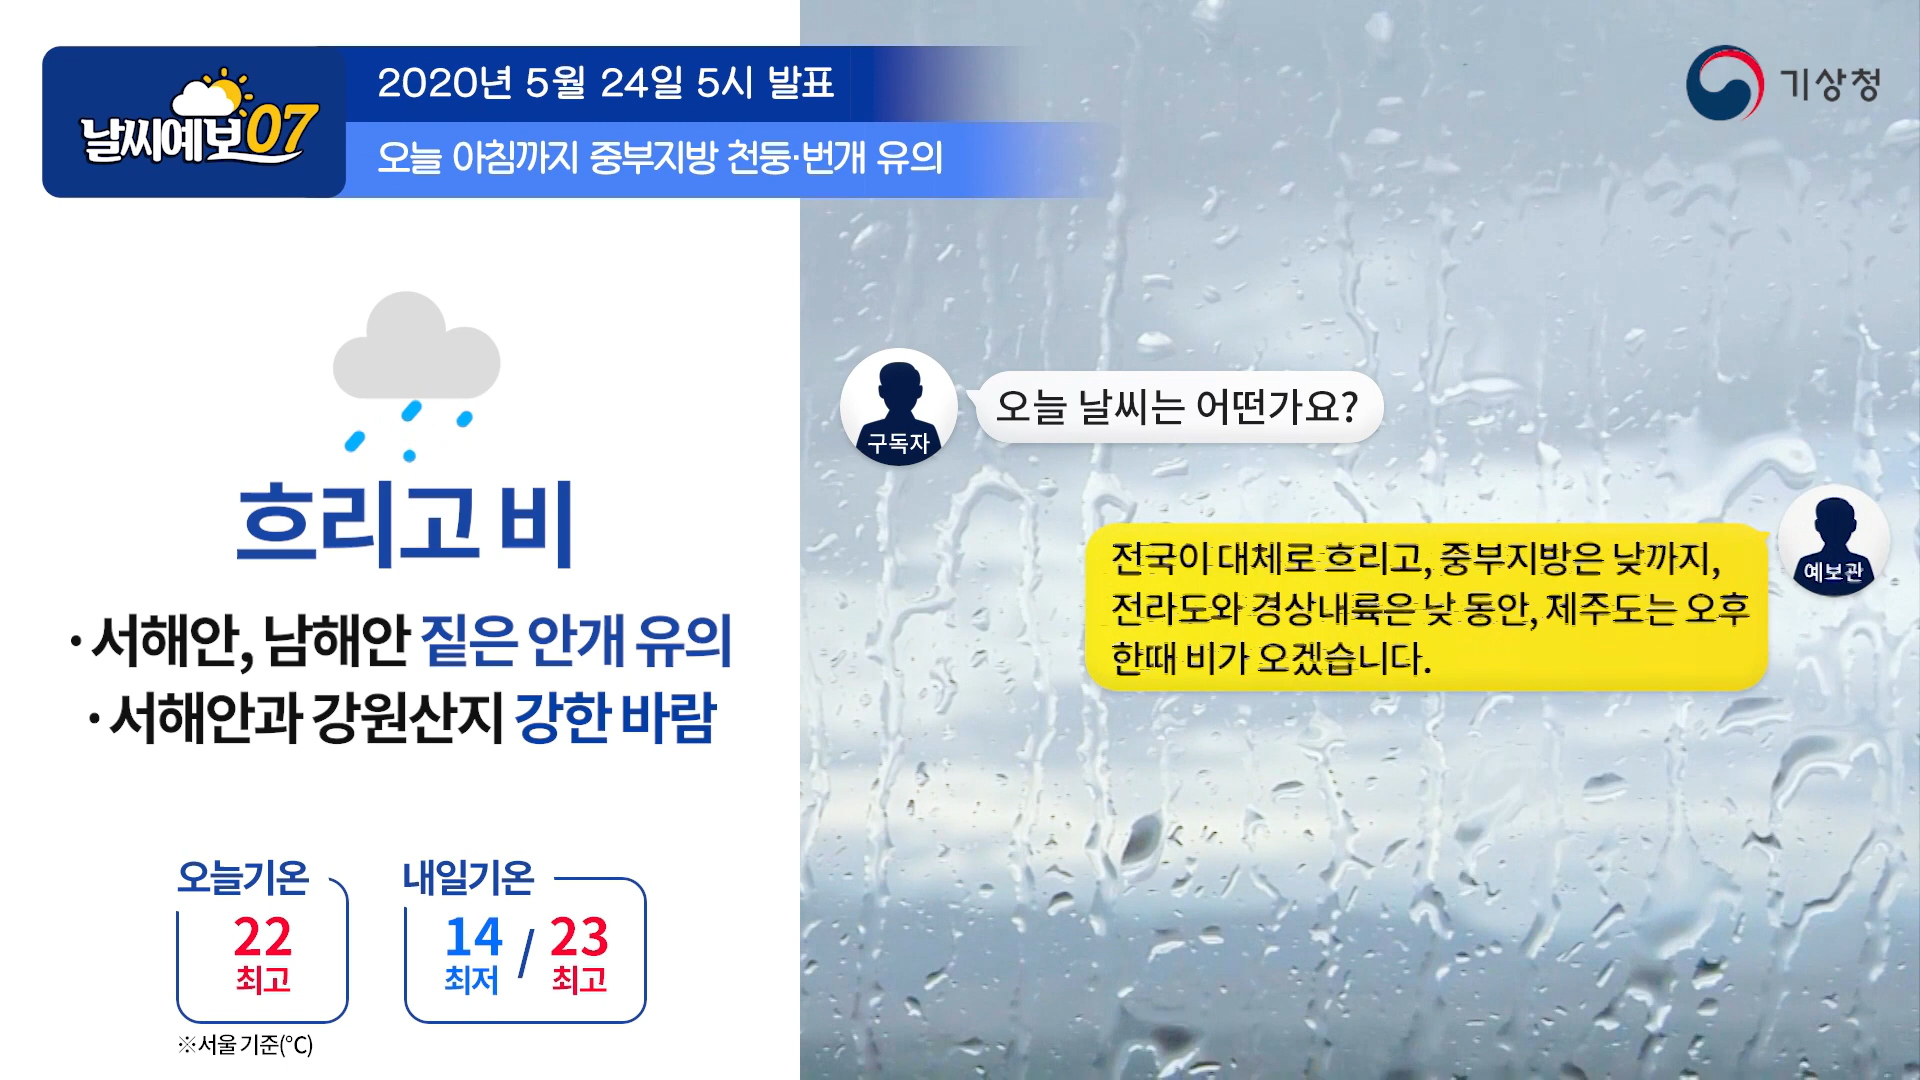 날씨예보07
2020년 5월 24일 5시 발표
오늘 아침까지 중부지방 천둥·번개 유의
기상청
흐리고 비
· 서해안, 남해안 짙은 안개 유의
· 서해안과 강원산지 강한 바람
오늘기온
22
최고
내일기온
14 / 23
최저 최고
※서울 기준(°C)
구독자
오늘 날씨는 어떤가요?
예보관
전국이 대체로 흐리고, 중부지방은 낮까지,
전라도와 경상내륙은 낮 동안, 제주도는 오후
한때 비가 오겠습니다.